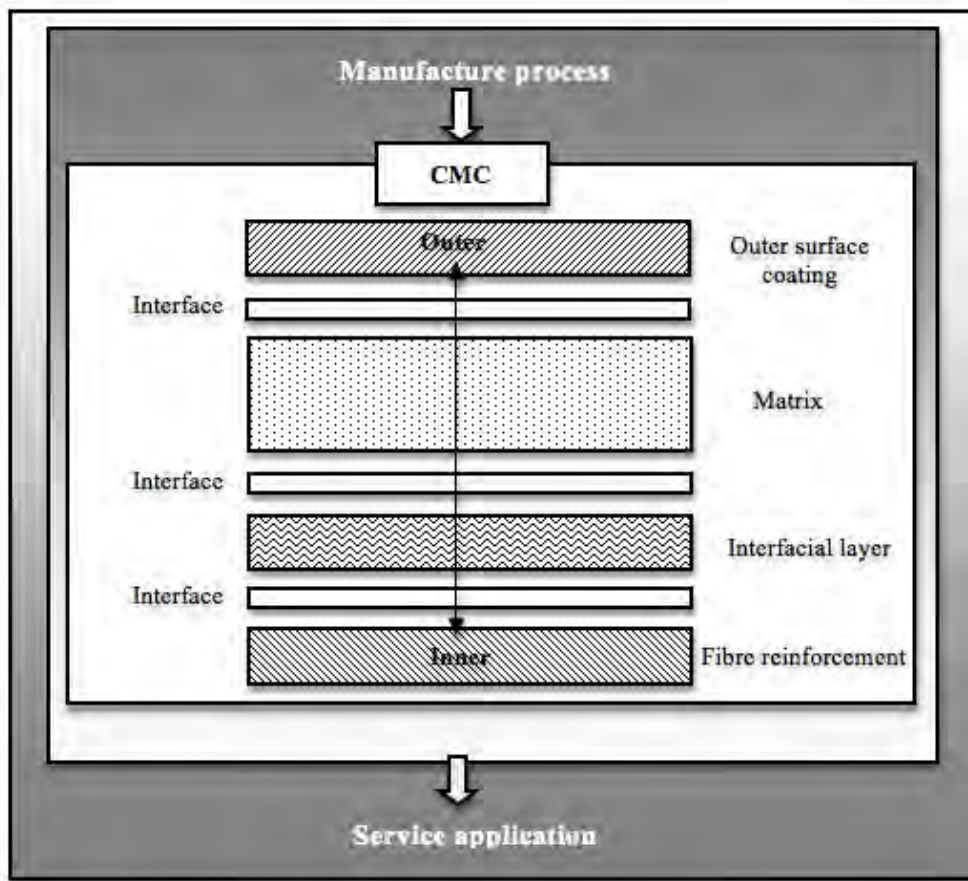 Manufacture process
CMC
Outer
Outer surface
coating
Interface
Matrix
Interface
Interfacial layer
Interface
Inner
Fibre reinforcement
Service application